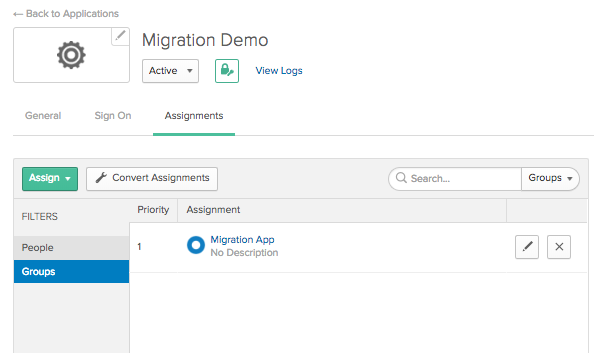 ← Back to Applications
Migration Demo
Active
View Logs
General Sign On Assignments
Assign Convert Assignments Search... Groups
FILTERS Priority Assignment
People 1 Migration App
No Description
Groups